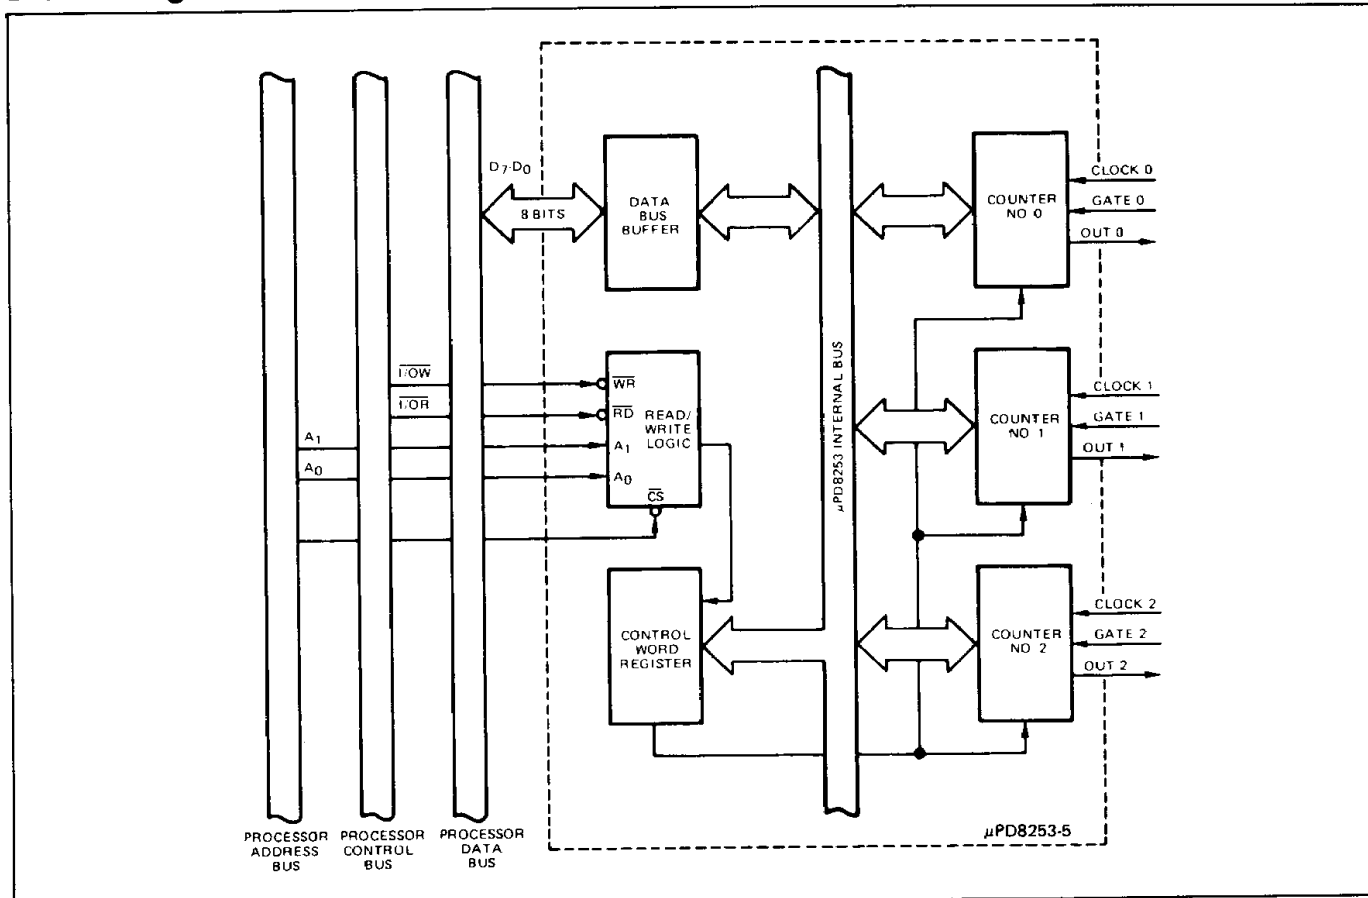 D7-D0
8 BITS
DATA
BUS
BUFFER
COUNTER
NO 0
CLOCK 0
GATE 0
OUT 0
I/OW
I/OR
A1
A0
WR
RD
A1
A0
CS
READ/
WRITE
LOGIC
μPD8253 INTERNAL BUS
COUNTER
NO 1
CLOCK 1
GATE 1
OUT 1
CONTROL
WORD
REGISTER
COUNTER
NO 2
CLOCK 2
GATE 2
OUT 2
μPD8253-5
PROCESSOR
ADDRESS
BUS
PROCESSOR
CONTROL
BUS
PROCESSOR
DATA
BUS